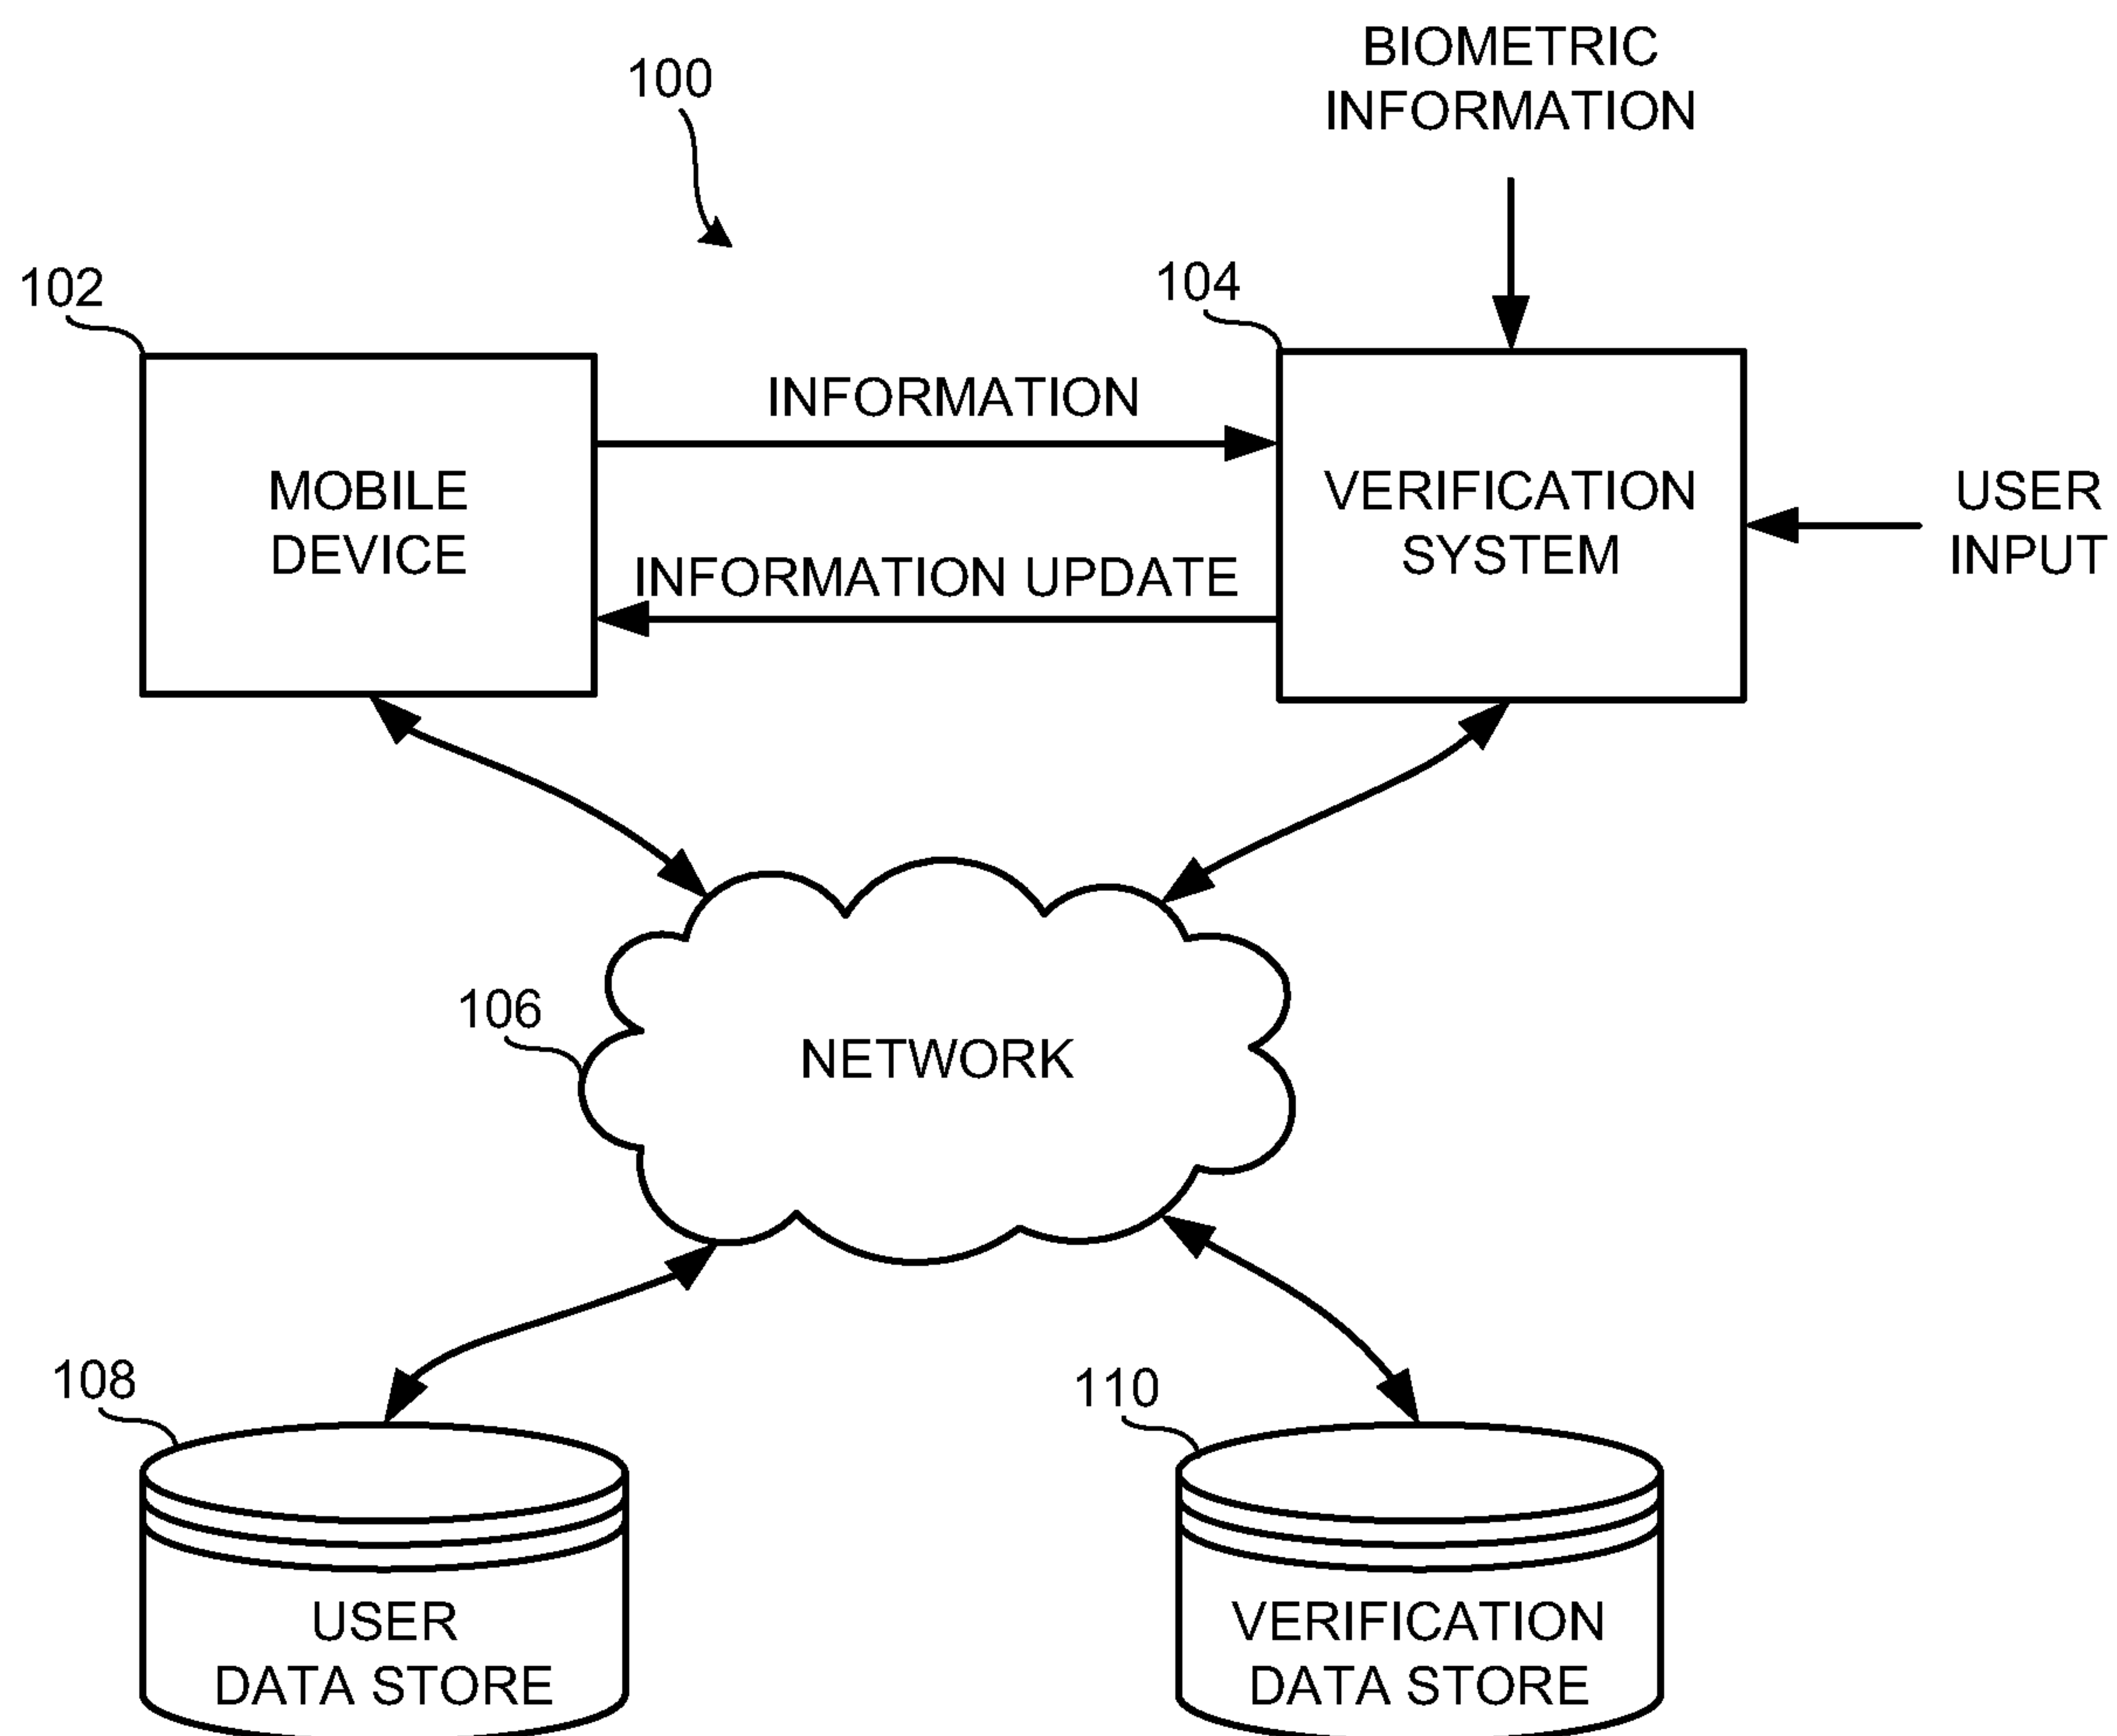 BIOMETRIC
INFORMATION
100
102
104
INFORMATION
MOBILE
DEVICE
VERIFICATION
SYSTEM
USER
INPUT
INFORMATION UPDATE
106
NETWORK
108
110
USER
DATA STORE
VERIFICATION
DATA STORE